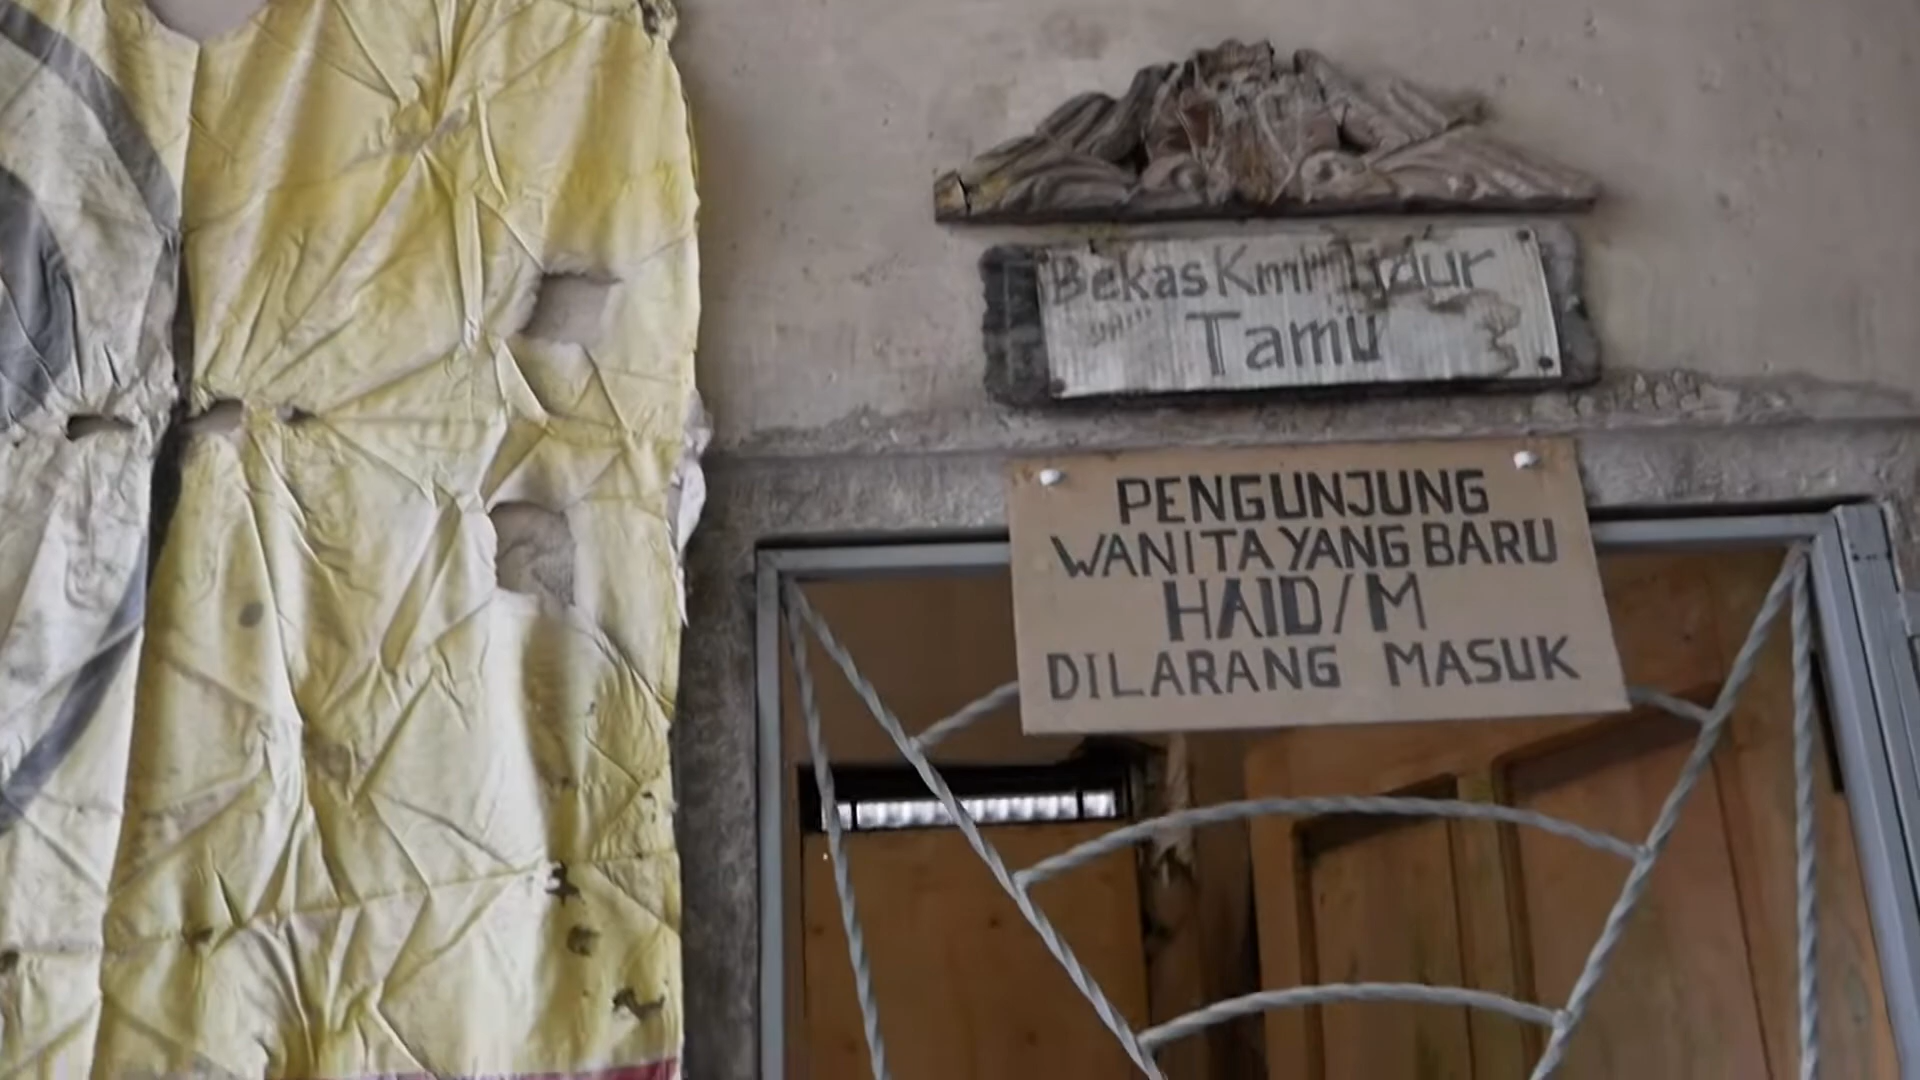 Bekas Kmr Tidur
Tamu
PENGUNJUNG
WANITA YANG BARU
HAID/M
DILARANG MASUK